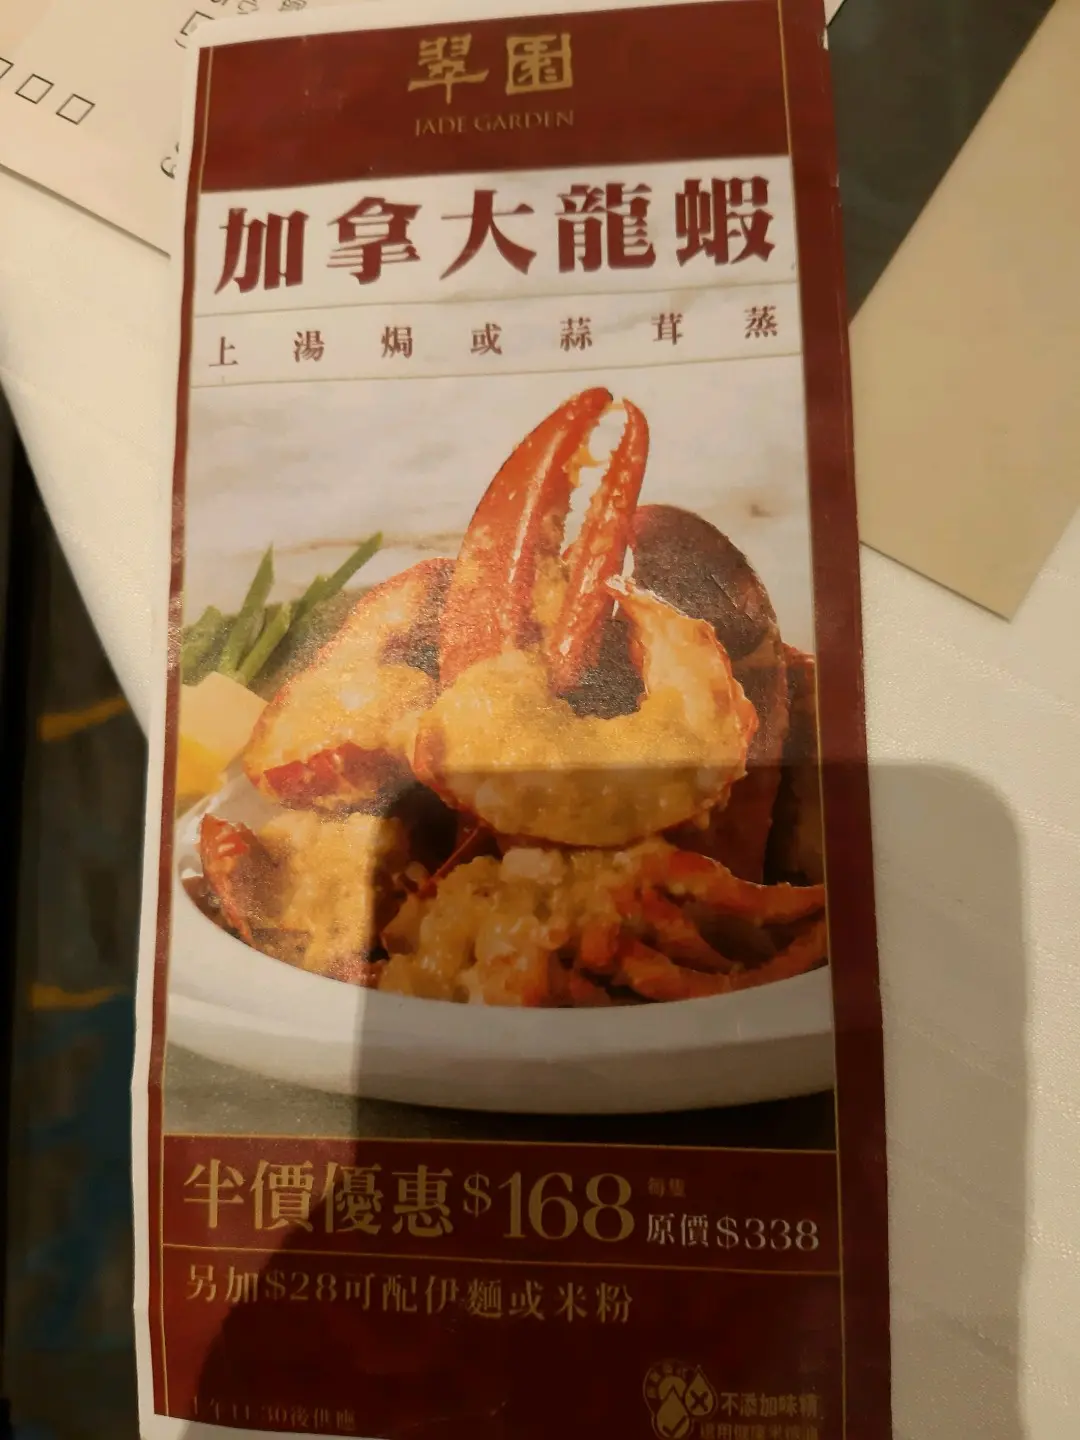 翠園
JADE GARDEN
加拿大龍蝦
上湯焗或蒜茸蒸
半價優惠$168 每隻
原價$338
另加$28可配伊麵或米粉
上午11:30後供應
不添加味精